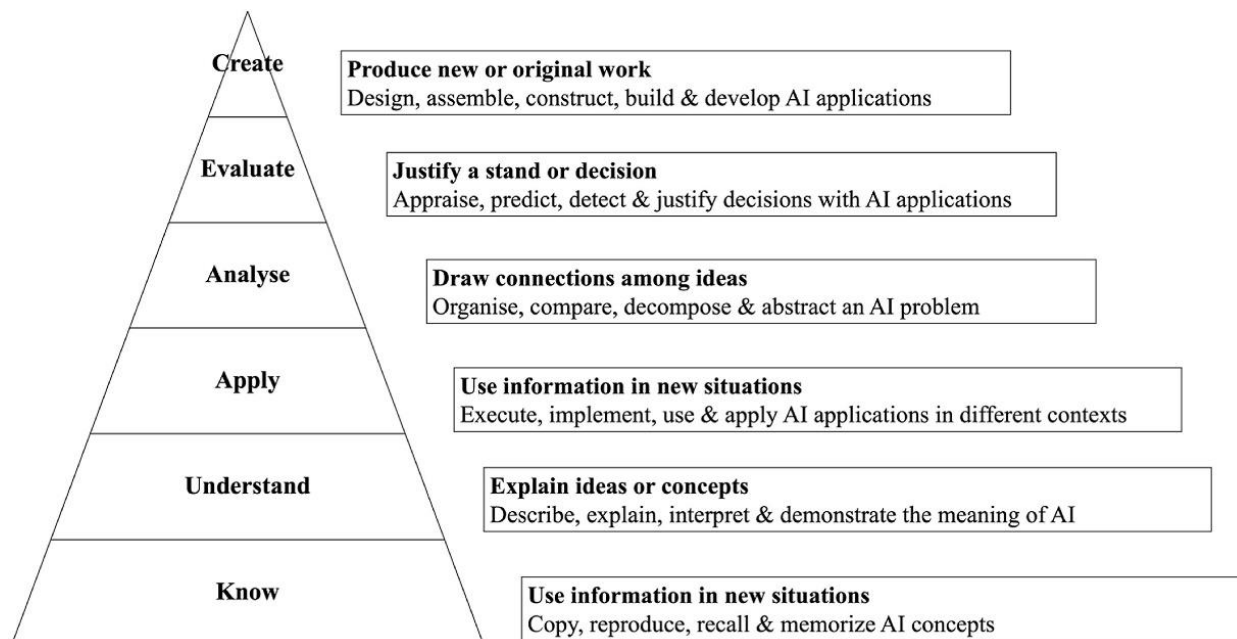 Create
Produce new or original work
Design, assemble, construct, build & develop AI applications
Evaluate
Justify a stand or decision
Appraise, predict, detect & justify decisions with AI applications
Analyse
Draw connections among ideas
Organise, compare, decompose & abstract an AI problem
Apply
Use information in new situations
Execute, implement, use & apply AI applications in different contexts
Understand
Explain ideas or concepts
Describe, explain, interpret & demonstrate the meaning of AI
Know
Use information in new situations
Copy, reproduce, recall & memorize AI concepts